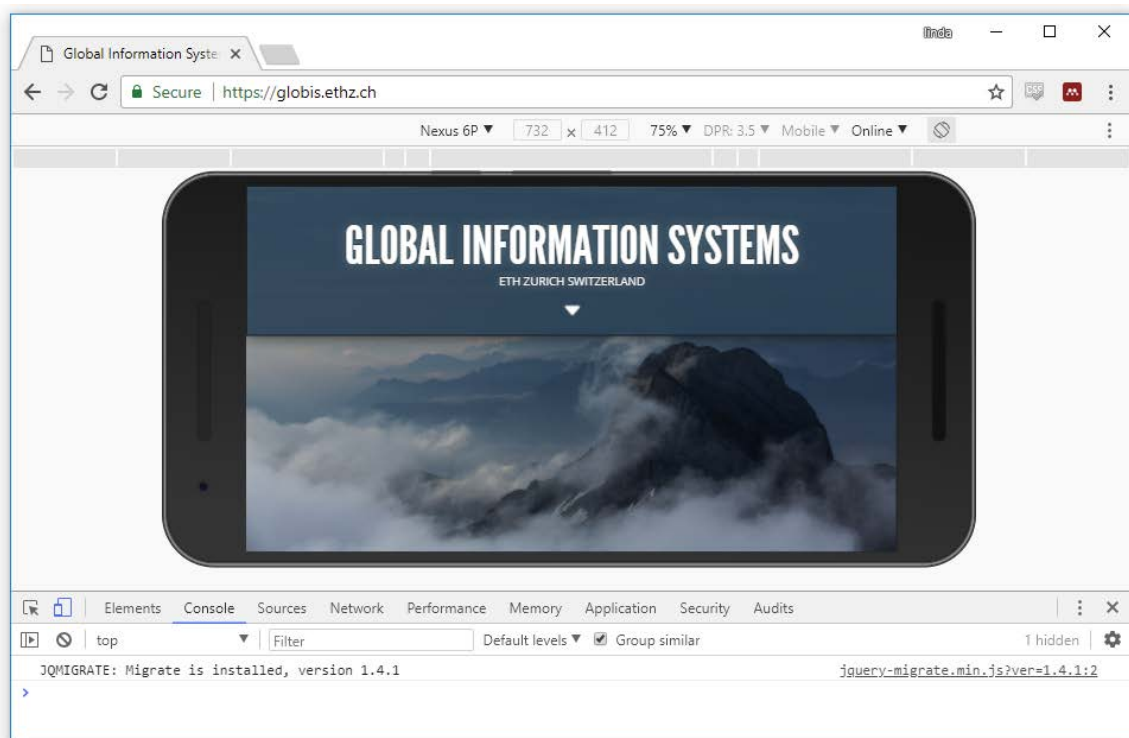 linda
Global Information Syste
Secure | https://globis.ethz.ch
CSP
Nexus 6P ▼ 732 x 412 75% ▼ DPR: 3.5 ▼ Mobile ▼ Online ▼
GLOBAL INFORMATION SYSTEMS
ETH ZURICH SWITZERLAND
Elements Console Sources Network Performance Memory Application Security Audits
top ▼ Filter Default levels ▼ Group similar 1 hidden
JQMIGRATE: Migrate is installed, version 1.4.1 jquery-migrate.min.js?ver=1.4.1:2
>